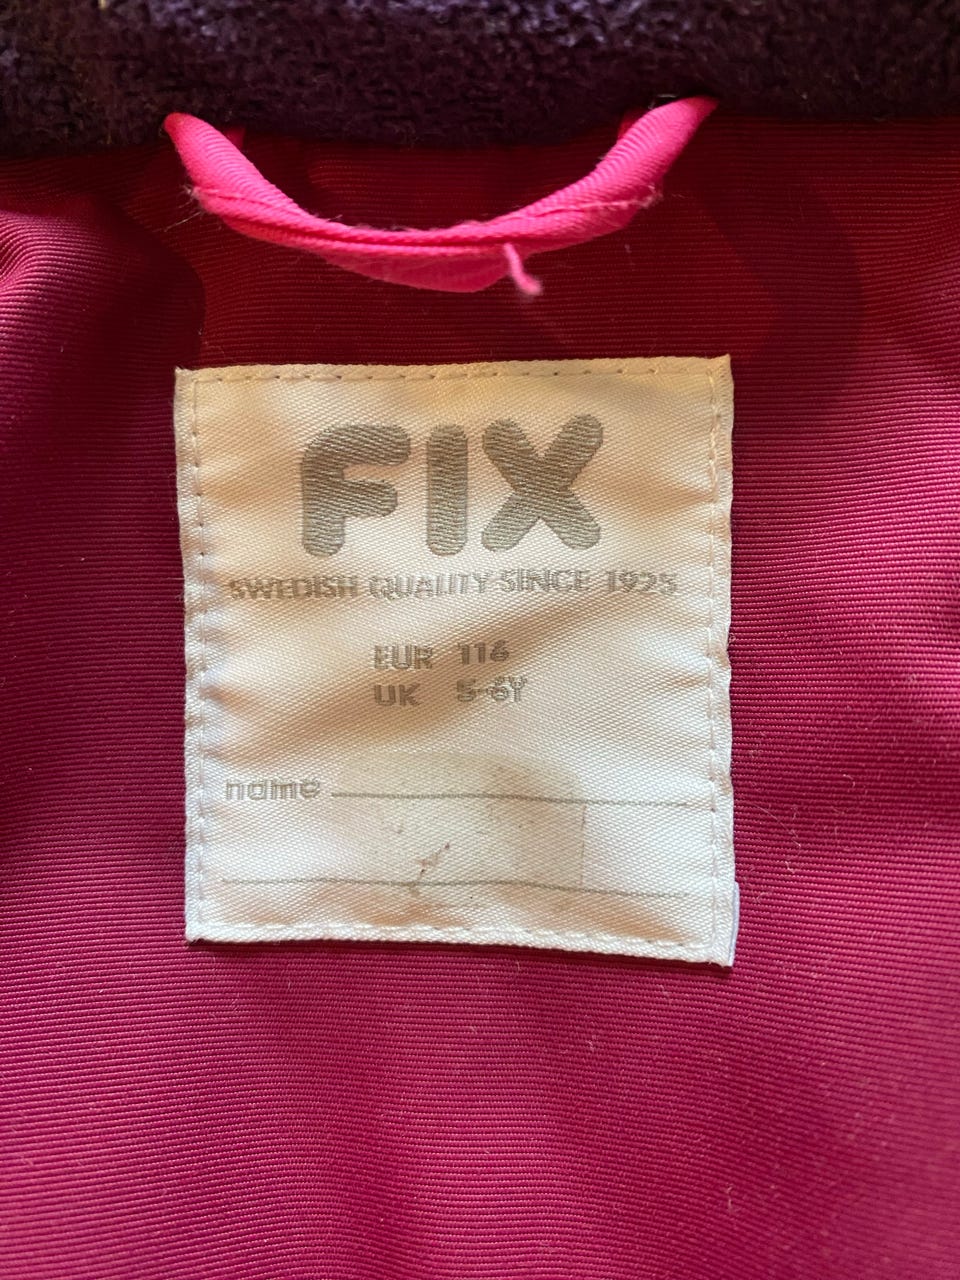 FIX
SWEDISH QUALITY SINCE 1925
EUR 116
UK 5-6Y
name